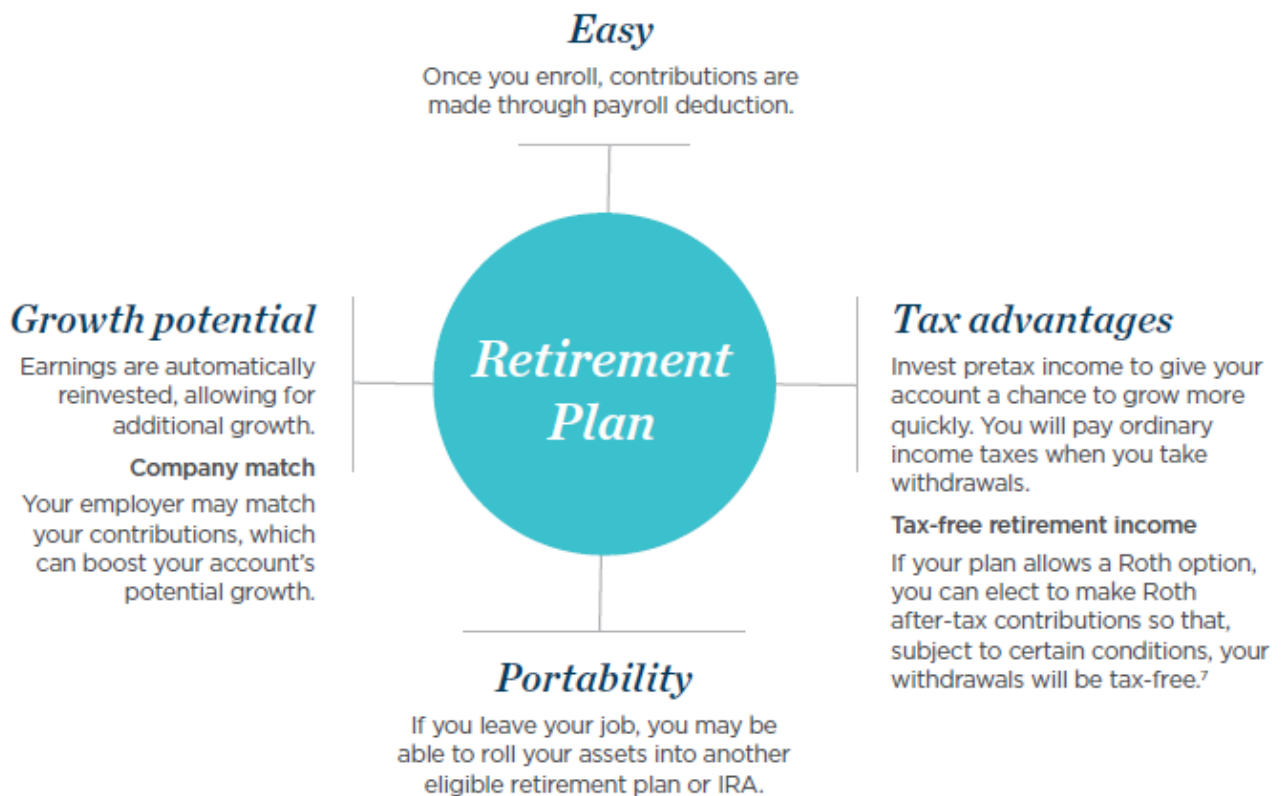 Easy
Once you enroll, contributions are
made through payroll deduction.
Growth potential
Earnings are automatically
reinvested, allowing for
additional growth.
Company match
Your employer may match
your contributions, which
can boost your account’s
potential growth.
Retirement
Plan
Tax advantages
Invest pretax income to give your
account a chance to grow more
quickly. You will pay ordinary
income taxes when you take
withdrawals.
Tax-free retirement income
If your plan allows a Roth option,
you can elect to make Roth
after-tax contributions so that,
subject to certain conditions, your
withdrawals will be tax-free.⁷
Portability
If you leave your job, you may be
able to roll your assets into another
eligible retirement plan or IRA.